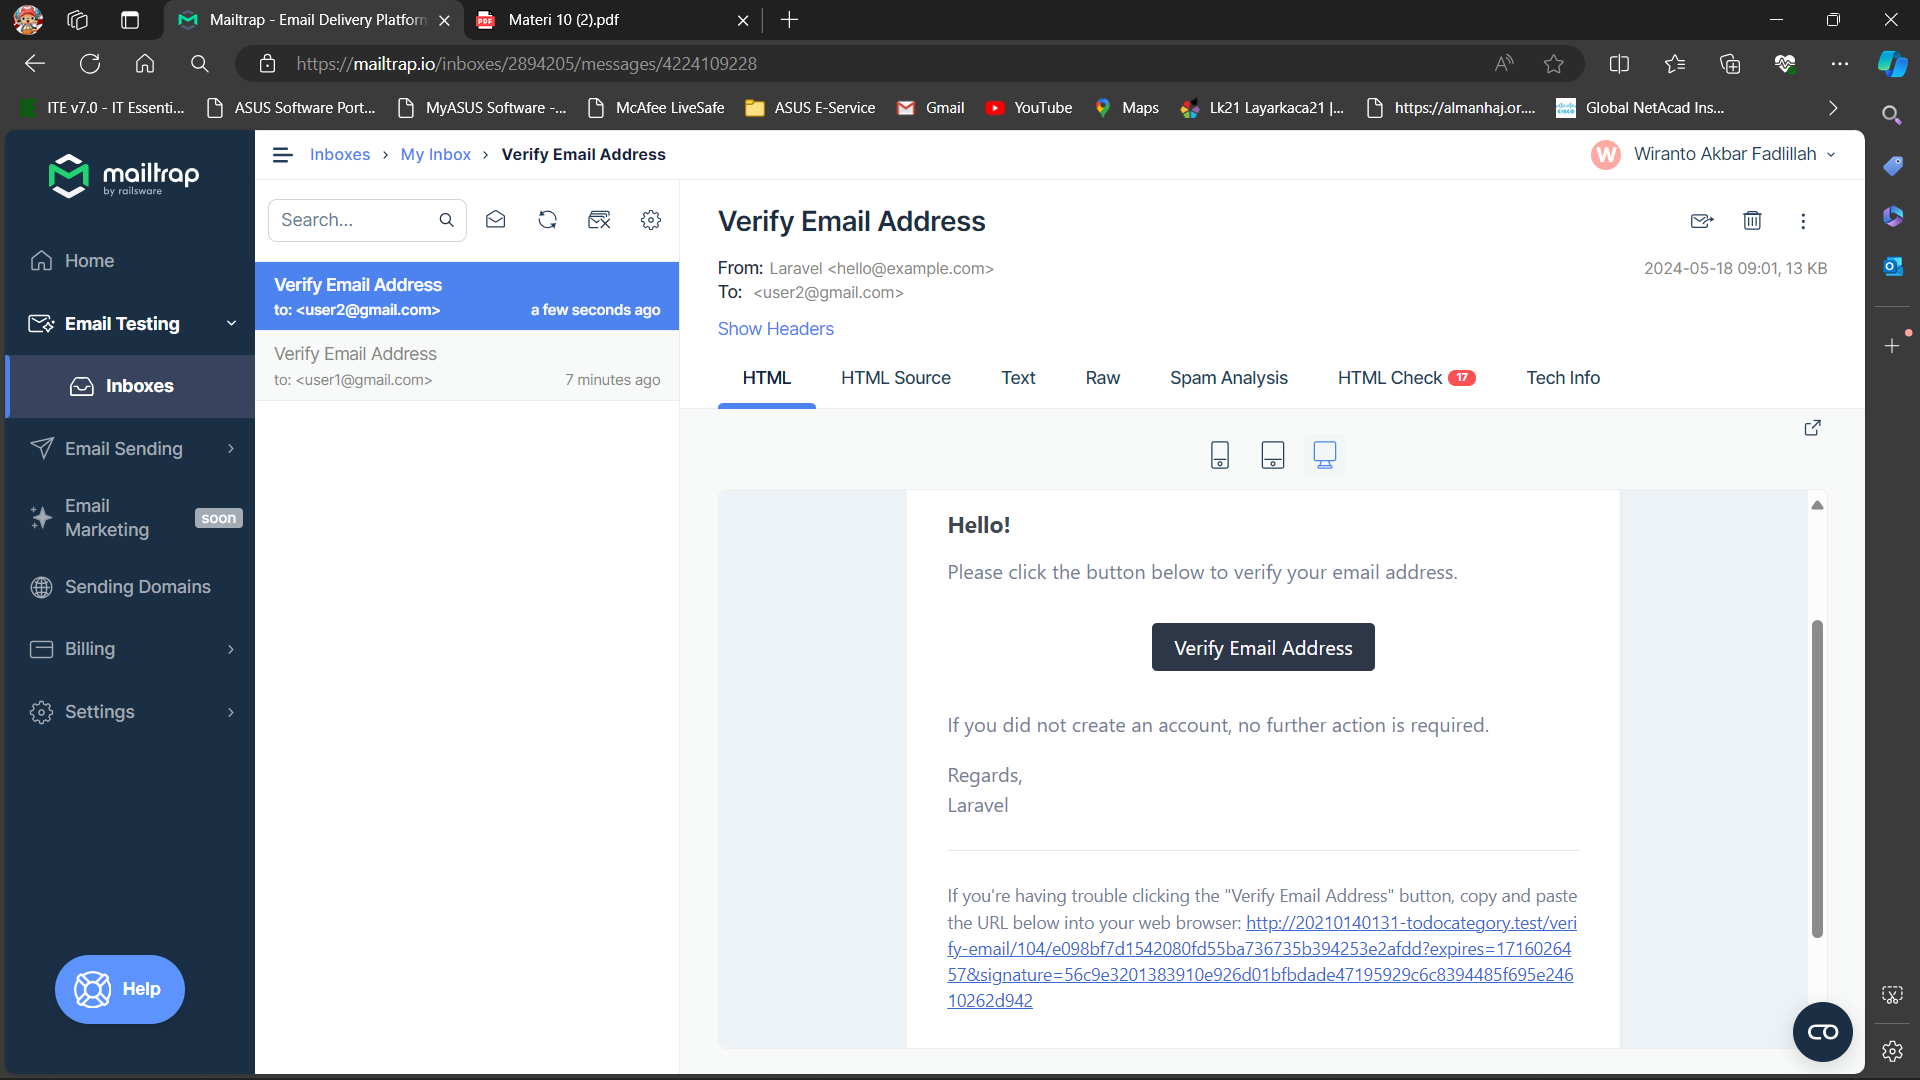 Mailtrap - Email Delivery Platform
Materi 10 (2).pdf
https://mailtrap.io/inboxes/2894205/messages/4224109228
ITE v7.0 - IT Essenti...
ASUS Software Port...
MyASUS Software -...
McAfee LiveSafe
ASUS E-Service
Gmail
YouTube
Maps
Lk21 Layarkaca21 |...
https://almanhaj.or....
Global NetAcad Ins...
mailtrap
by railsware
Inboxes › My Inbox › Verify Email Address
W Wiranto Akbar Fadlillah
Home
Email Testing
Inboxes
Email Sending
Email
Marketing
soon
Sending Domains
Billing
Settings
Help
Search...
Verify Email Address
to: <user2@gmail.com> a few seconds ago
Verify Email Address
to: <user1@gmail.com> 7 minutes ago
Verify Email Address
From: Laravel <hello@example.com>
2024-05-18 09:01, 13 KB
To: <user2@gmail.com>
Show Headers
HTML HTML Source Text Raw Spam Analysis HTML Check 17 Tech Info
Hello!
Please click the button below to verify your email address.
Verify Email Address
If you did not create an account, no further action is required.
Regards,
Laravel
If you're having trouble clicking the "Verify Email Address" button, copy and paste
the URL below into your web browser: http://20210140131-todocategory.test/veri
fy-email/104/e098bf7d1542080fd55ba736735b394253e2afdd?expires=17160264
57&signature=56c9e3201383910e926d01bfbdade47195929c6c8394485f695e246
10262d942